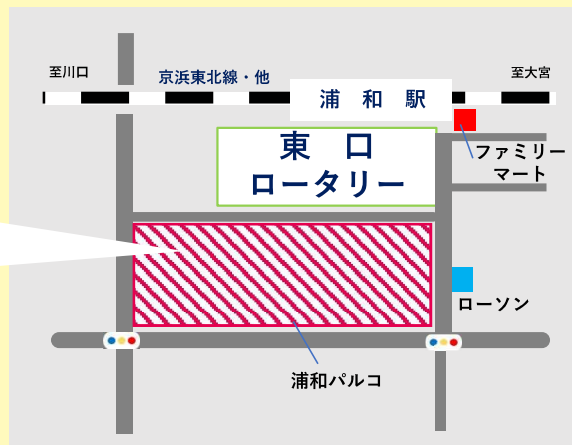 至川口
京浜東北線・他
至大宮
浦和駅
東口
ロータリー
ファミリー
マート
ローソン
浦和パルコ